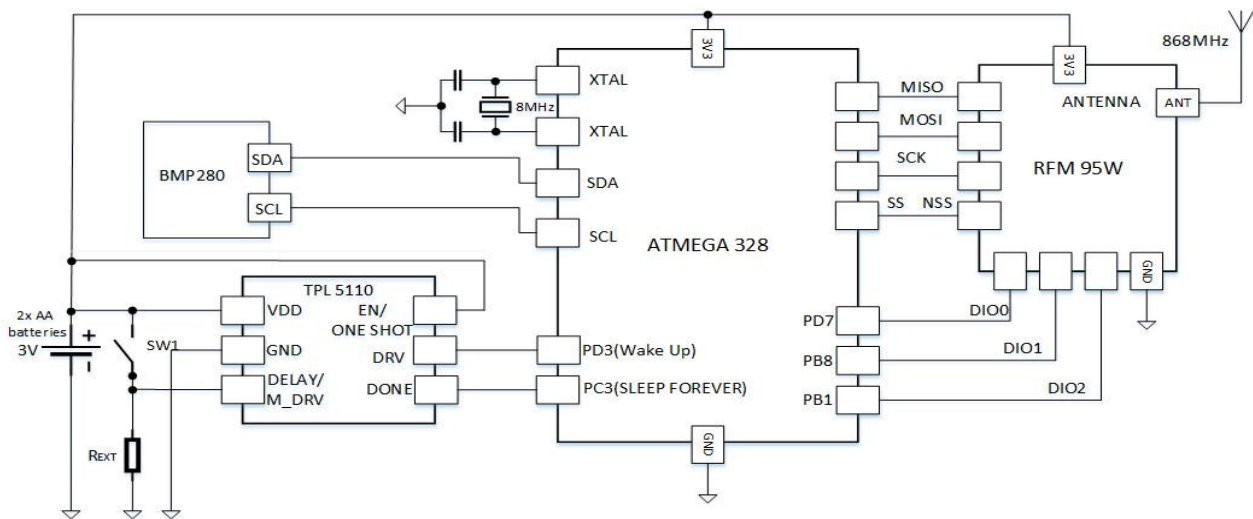 3V3
3V3
868MHz
XTAL
8MHz
XTAL
MISO
ANTENNA
ANT
MOSI
SCK
RFM 95W
BMP280
SDA
SCL
SDA
SCL
SS
NSS
ATMEGA 328
GND
TPL 5110
VDD
EN/
ONE SHOT
GND
DRV
DELAY/
M_DRV
DONE
2x AA
batteries
3V
+
-
SW1
REXT
PD3(Wake Up)
PC3(SLEEP FOREVER)
PD7
PB8
PB1
DIO0
DIO1
DIO2
GND